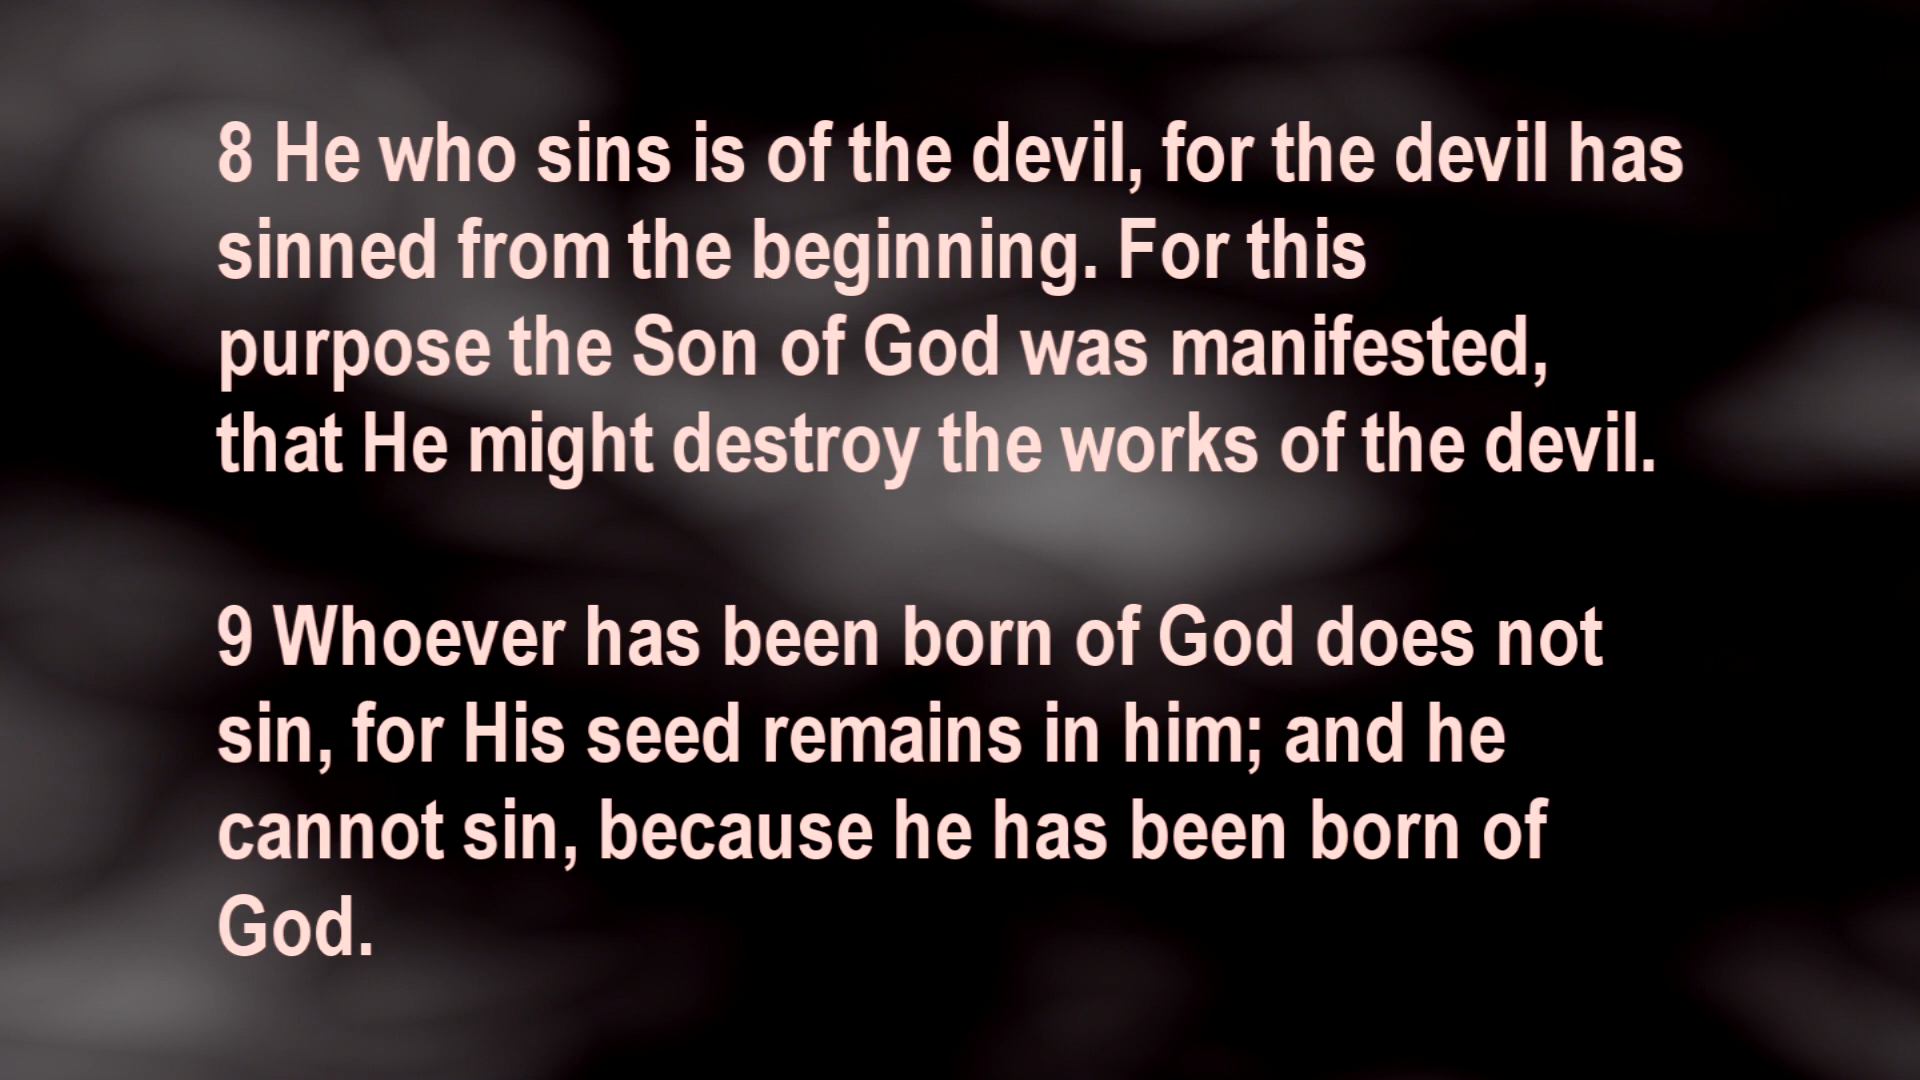 8 He who sins is of the devil, for the devil has
sinned from the beginning. For this
purpose the Son of God was manifested,
that He might destroy the works of the devil.
9 Whoever has been born of God does not
sin, for His seed remains in him; and he
cannot sin, because he has been born of
God.